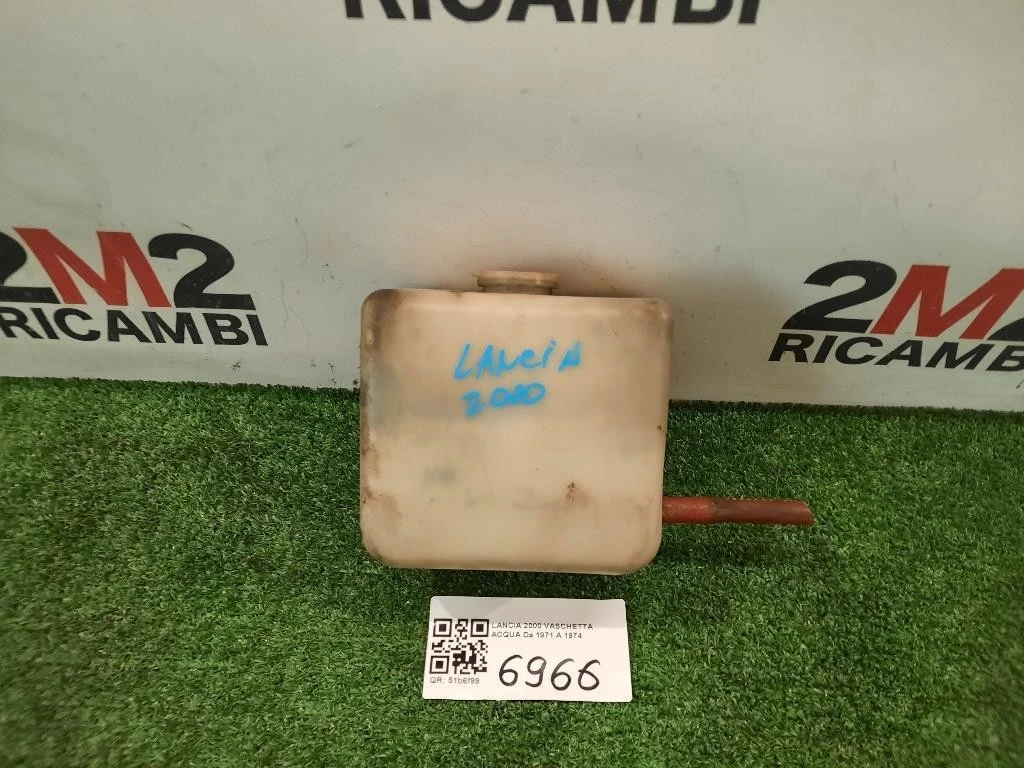 RICAMBI
2M2
RICAMBI
2M2
RICAMBI
LANCIA
2000
LANCIA 2000 VASCHETTA
ACQUA Da 1971 A 1974
QR: 51b6f99
6966